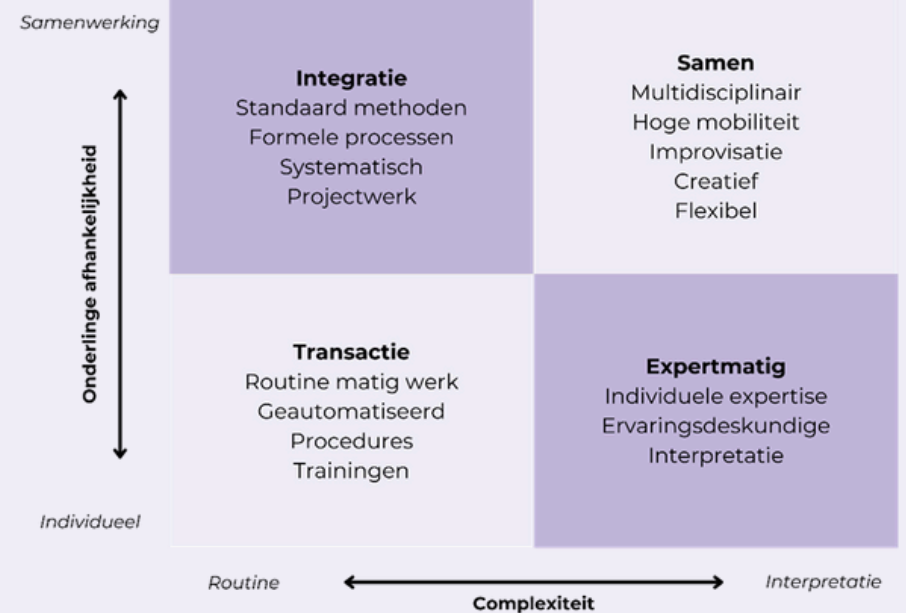 Samenwerking
Integratie
Standaard methoden
Formele processen
Systematisch
Projectwerk
Samen
Multidisciplinair
Hoge mobiliteit
Improvisatie
Creatief
Flexibel
Onderlinge afhankelijkheid
Transactie
Routine matig werk
Geautomatiseerd
Procedures
Trainingen
Expertmatig
Individuele expertise
Ervaringsdeskundige
Interpretatie
Individueel
Routine
Interpretatie
Complexiteit